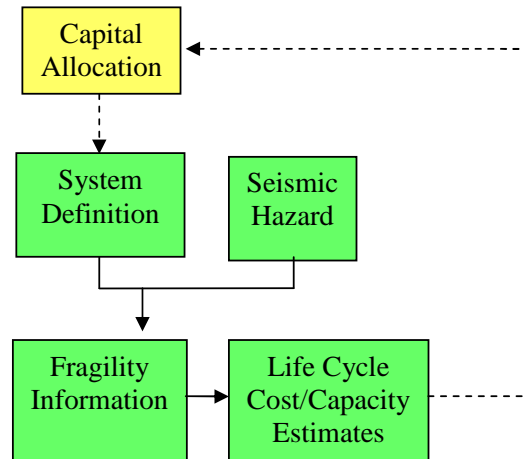 Capital
Allocation
System
Definition
Seismic
Hazard
Fragility
Information
Life Cycle
Cost/Capacity
Estimates